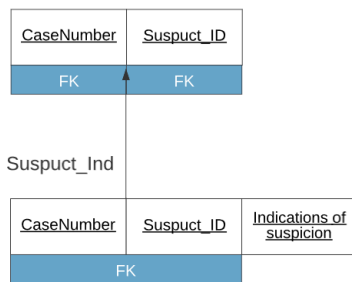 CaseNumber Suspuct_ID
FK FK
Suspuct_Ind
CaseNumber Suspuct_ID Indications of
suspicion
FK